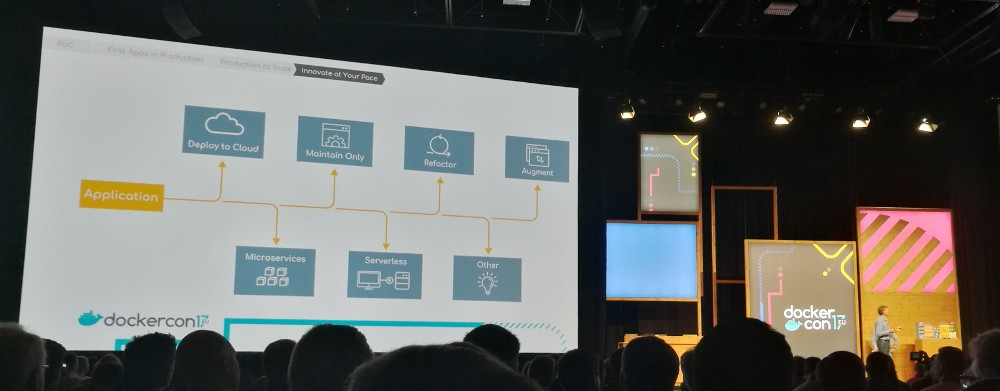 PoC
First Apps in Production
Production at Scale
Innovate at Your Pace
Deploy to Cloud
Maintain Only
Refactor
Augment
Application
Microservices
Serverless
Other
dockercon17 EU
docker
con17 EU